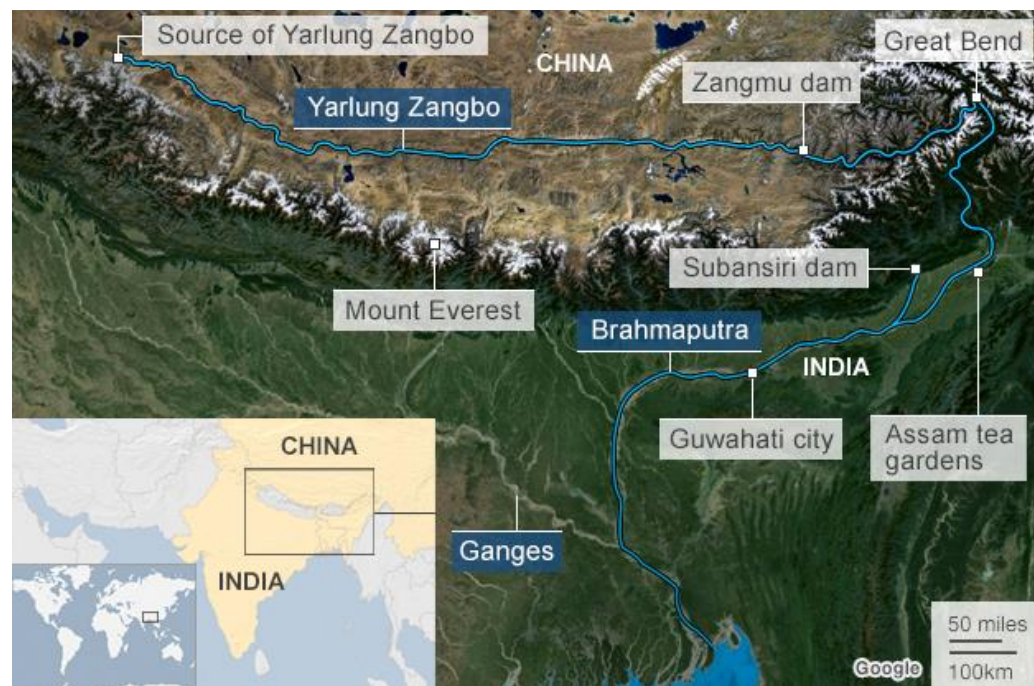 Source of Yarlung Zangbo
Great Bend
CHINA
Zangmu dam
Yarlung Zangbo
Subansiri dam
Mount Everest
Brahmaputra
INDIA
Guwahati city
Assam tea
gardens
CHINA
INDIA
Ganges
50 miles
Google
100km